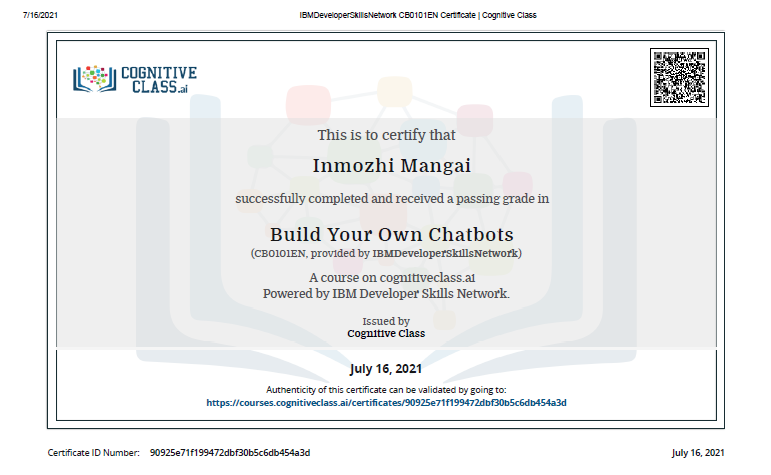 7/16/2021 IBMDeveloperSkillsNetwork CB0101EN Certificate | Cognitive Class
COGNITIVE
CLASS.ai
This is to certify that
Inmozhi Mangai
successfully completed and received a passing grade in
Build Your Own Chatbots
(CB0101EN, provided by IBMDeveloperSkillsNetwork)
A course on cognitiveclass.ai
Powered by IBM Developer Skills Network.
Issued by
Cognitive Class
July 16, 2021
Authenticity of this certificate can be validated by going to:
https://courses.cognitiveclass.ai/certificates/90925e71f199472dbf30b5c6db454a3d
Certificate ID Number: 90925e71f199472dbf30b5c6db454a3d July 16, 2021